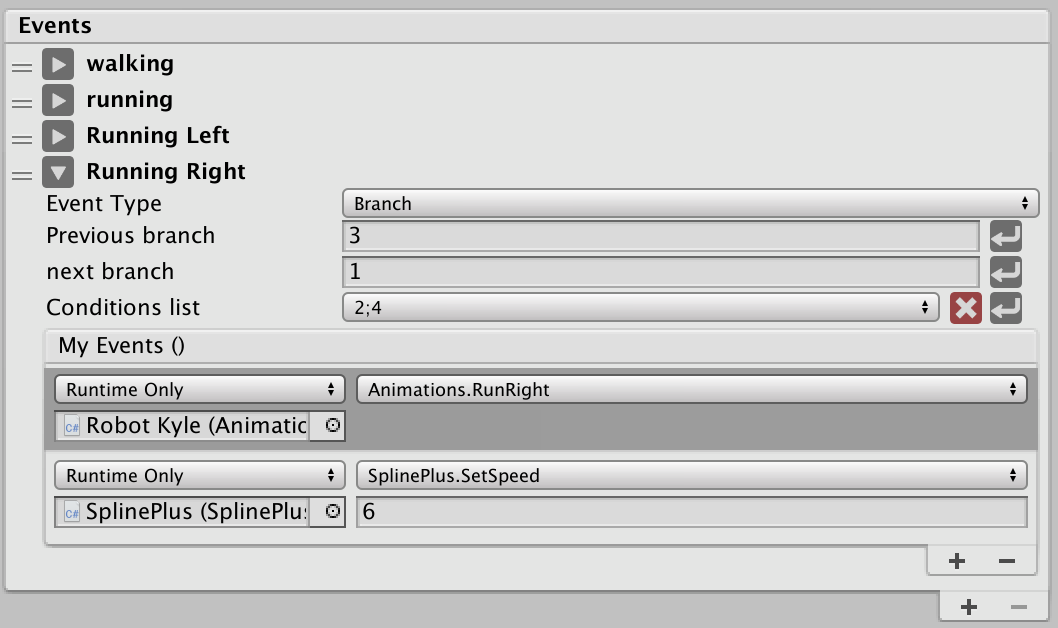 Events
walking
running
Running Left
Running Right
Event Type Branch
Previous branch 3
next branch 1
Conditions list 2;4
My Events ()
Runtime Only Animations.RunRight
C# Robot Kyle (Animatic
Runtime Only SplinePlus.SetSpeed
C# SplinePlus (SplinePlus 6